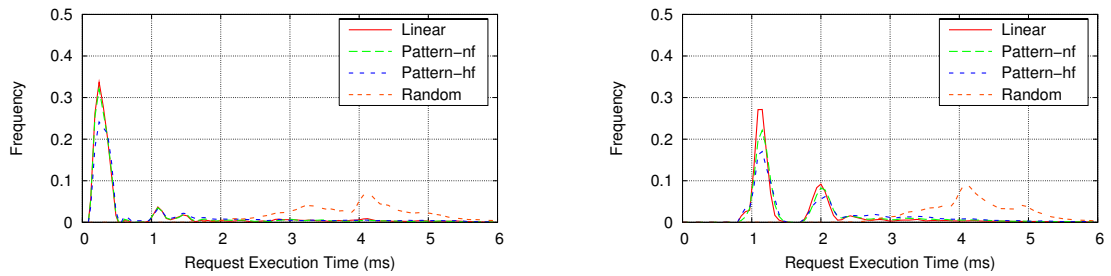 0.5
0.4
0.3
0.2
0.1
0
Frequency
0 1 2 3 4 5 6
Request Execution Time (ms)
Linear
Pattern-nf
Pattern-hf
Random
0.5
0.4
0.3
0.2
0.1
0
Frequency
0 1 2 3 4 5 6
Request Execution Time (ms)
Linear
Pattern-nf
Pattern-hf
Random